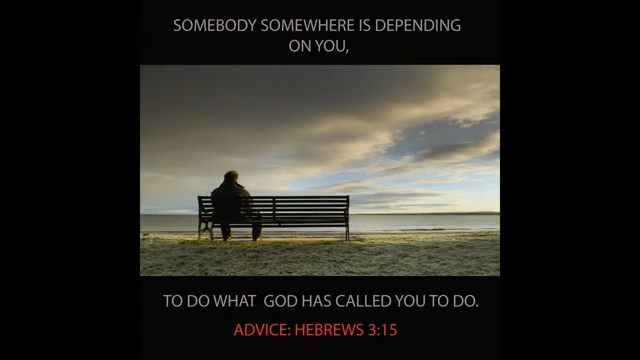 SOMEBODY SOMEWHERE IS DEPENDING
ON YOU,
TO DO WHAT GOD HAS CALLED YOU TO DO.
ADVICE: HEBREWS 3:15